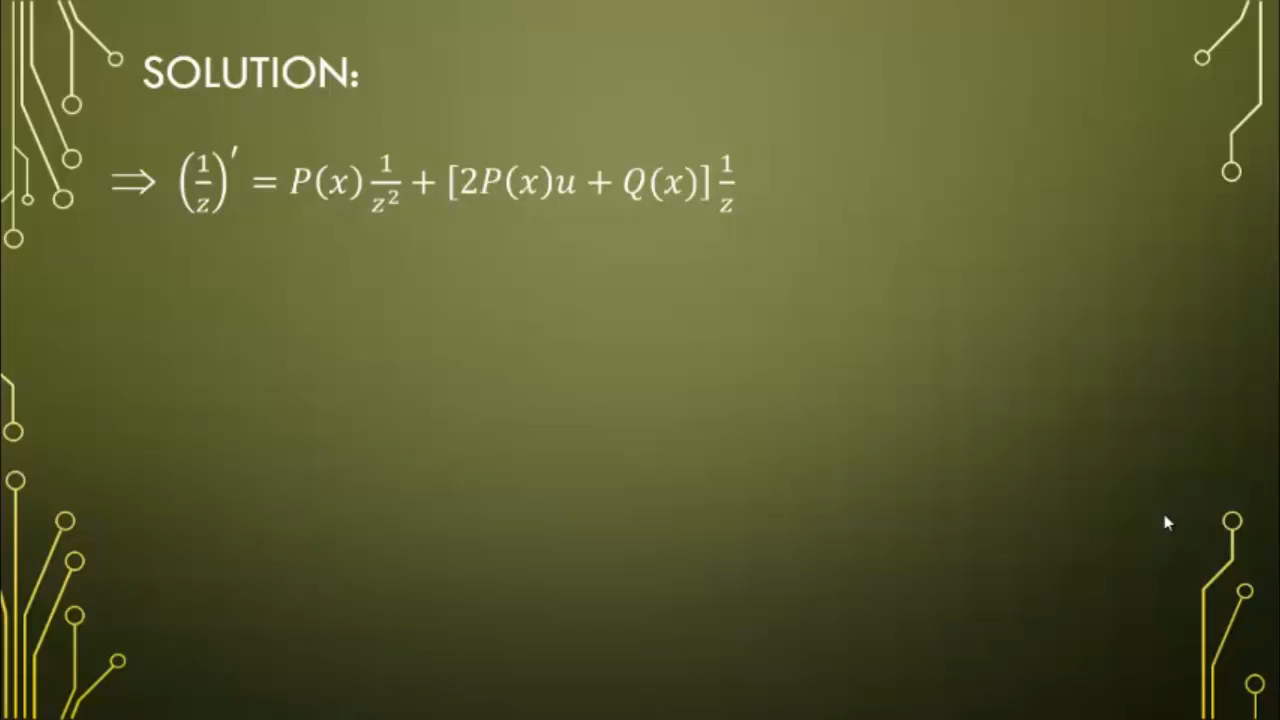 SOLUTION:
⟹ (1/z)′ = P(x) 1/z² + [2P(x)u + Q(x)] 1/z